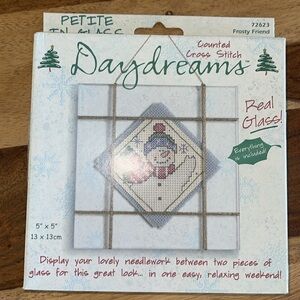 PETITE
IN GLASS
72623
Frosty Friend
Counted
Cross Stitch
Daydreams
Real
Glass!
Everything
is included!
5" x 5"
13 x 13cm
Display your lovely needlework between two pieces of
glass for this great look... in one easy, relaxing weekend!